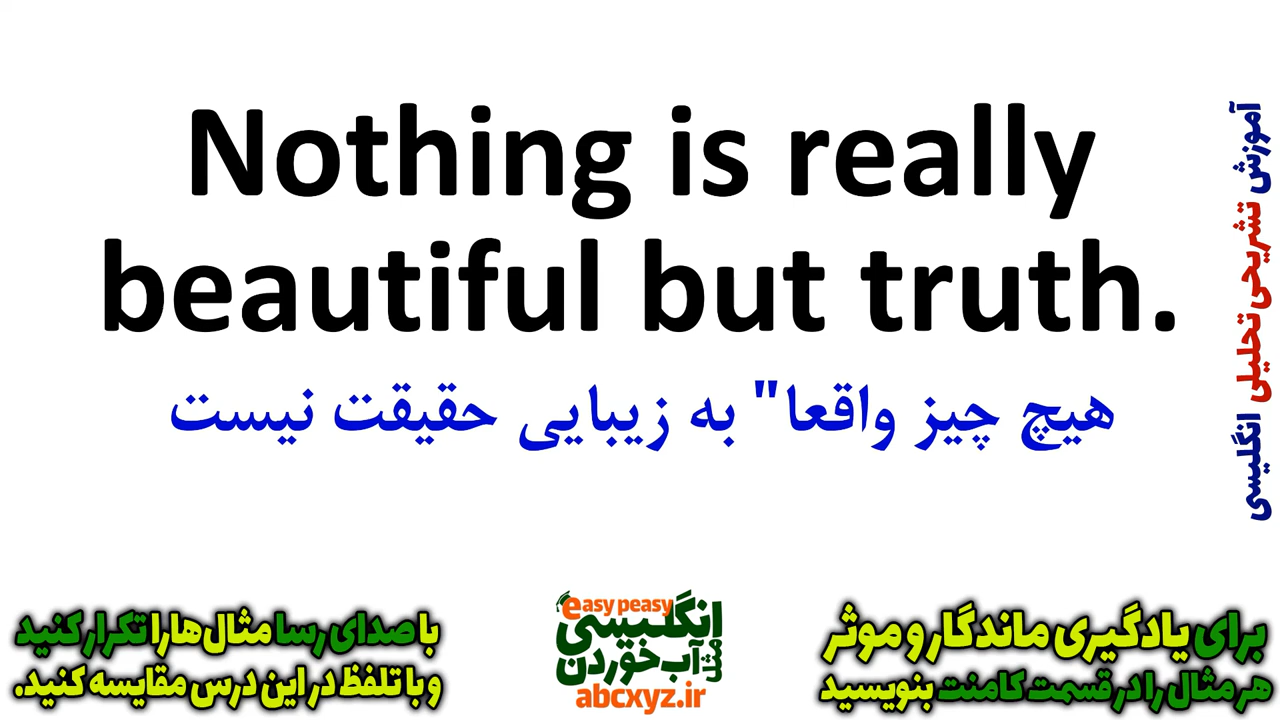 Nothing is really
beautiful but truth.
هیچ چیز واقعا" به زیبایی حقیقت نیست
آموزش تشریحی تحلیلی انگلیسی
برای یادگیری ماندگار و موثر
هر مثال را در قسمت کامنت بنویسید
easy peasy
انگلیسی
مثل آب خوردن
abcxyz.ir
با صدای رسا مثال‌ها را تکرار کنید
و با تلفظ در این درس مقایسه کنید.